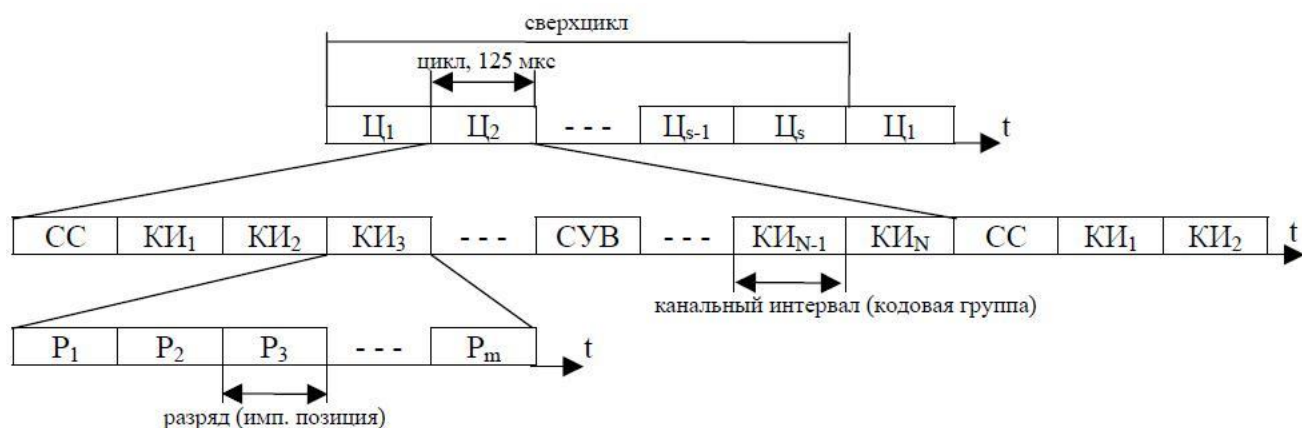 сверхцикл
цикл, 125 мкс
Ц1 Ц2 - - - Цs-1 Цs Ц1 t
СС КИ1 КИ2 КИ3 - - - СУВ - - - КИN-1 КИN СС КИ1 КИ2 t
канальный интервал (кодовая группа)
Р1 Р2 Р3 - - - Рm t
разряд (имп. позиция)